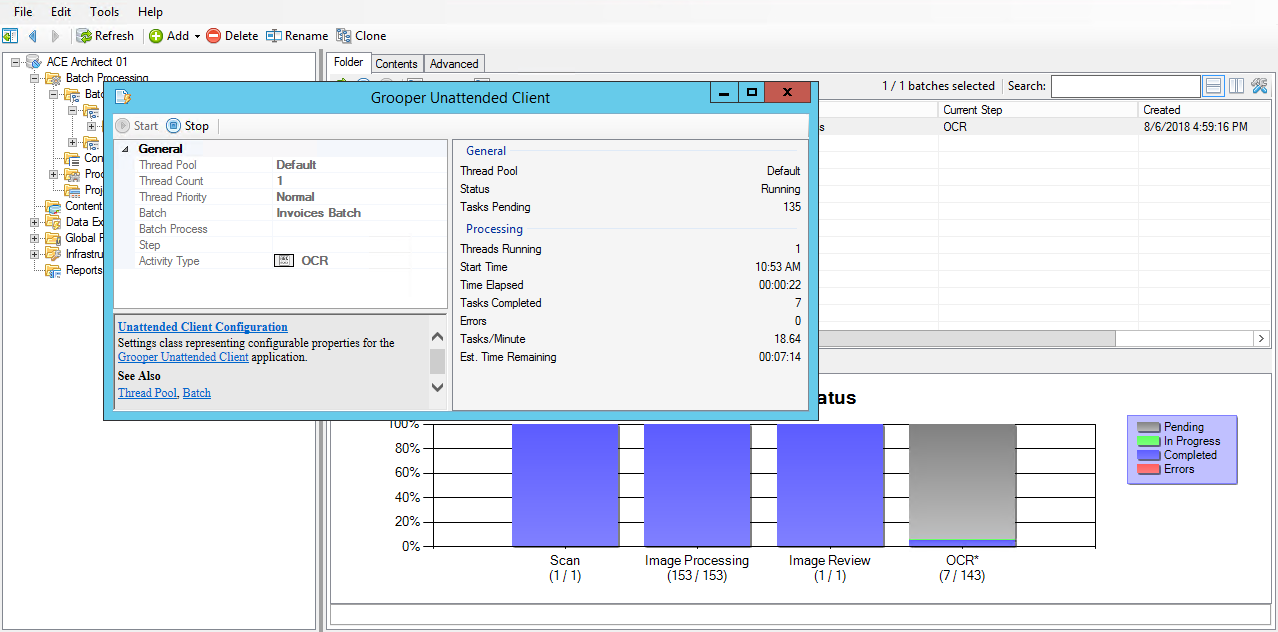 File Edit Tools Help
Refresh Add Delete Rename Clone
ACE Architect 01
Batch Processing
Content
Data Ex
Global
Infrastru
Reports
Folder Contents Advanced
1 / 1 batches selected Search:
Current Step Created
s OCR 8/6/2018 4:59:16 PM
Grooper Unattended Client
Start Stop
General
Thread Pool Default
Thread Count 1
Thread Priority Normal
Batch Invoices Batch
Batch Process
Step
Activity Type OCR
Unattended Client Configuration
Settings class representing configurable properties for the
Grooper Unattended Client application.
See Also
Thread Pool, Batch
General
Thread Pool Default
Status Running
Tasks Pending 135
Processing
Threads Running 1
Start Time 10:53 AM
Time Elapsed 00:00:22
Tasks Completed 7
Errors 0
Tasks/Minute 18.64
Est. Time Remaining 00:07:14
atus
100%
80%
60%
40%
20%
0%
Scan Image Processing Image Review OCR*
(1 / 1) (153 / 153) (1 / 1) (7 / 143)
Pending
In Progress
Completed
Errors